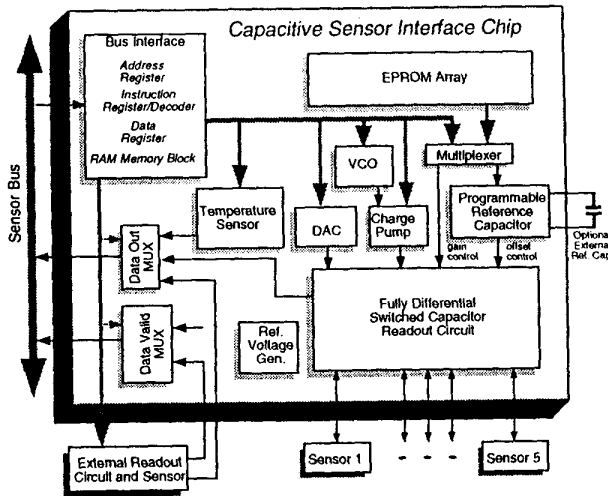 Capacitive Sensor Interface Chip
Bus Interface
Address
Register
Instruction
Register/Decoder
Data
Register
RAM Memory Block
EPROM Array
Sensor Bus
VCO
Multiplexer
Temperature
Sensor
DAC
Charge
Pump
Programmable
Reference
Capacitor
Optional
External
Ref. Cap
gain
control
offset
control
Data Out
MUX
Fully Differential
Switched Capacitor
Readout Circuit
Data Valid
MUX
Ref.
Voltage
Gen.
External Readout
Circuit and Sensor
Sensor 1
- - -
Sensor 5